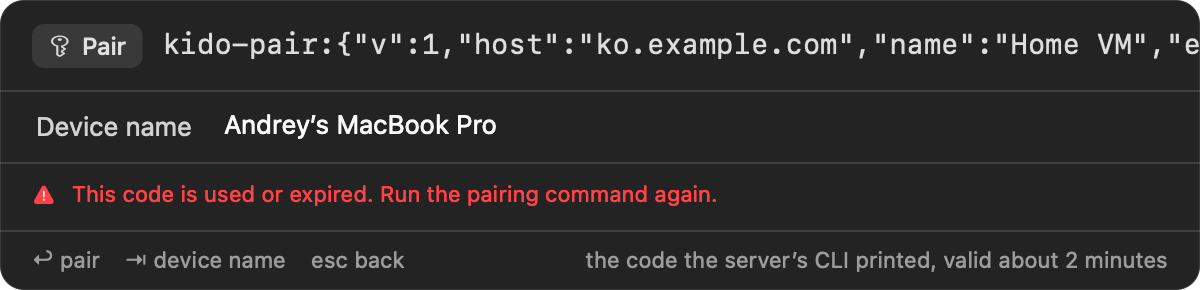 Pair kido-pair:{"v":1,"host":"ko.example.com","name":"Home VM","e
Device name Andrey’s MacBook Pro
This code is used or expired. Run the pairing command again.
↩ pair ⇥ device name esc back the code the server’s CLI printed, valid about 2 minutes